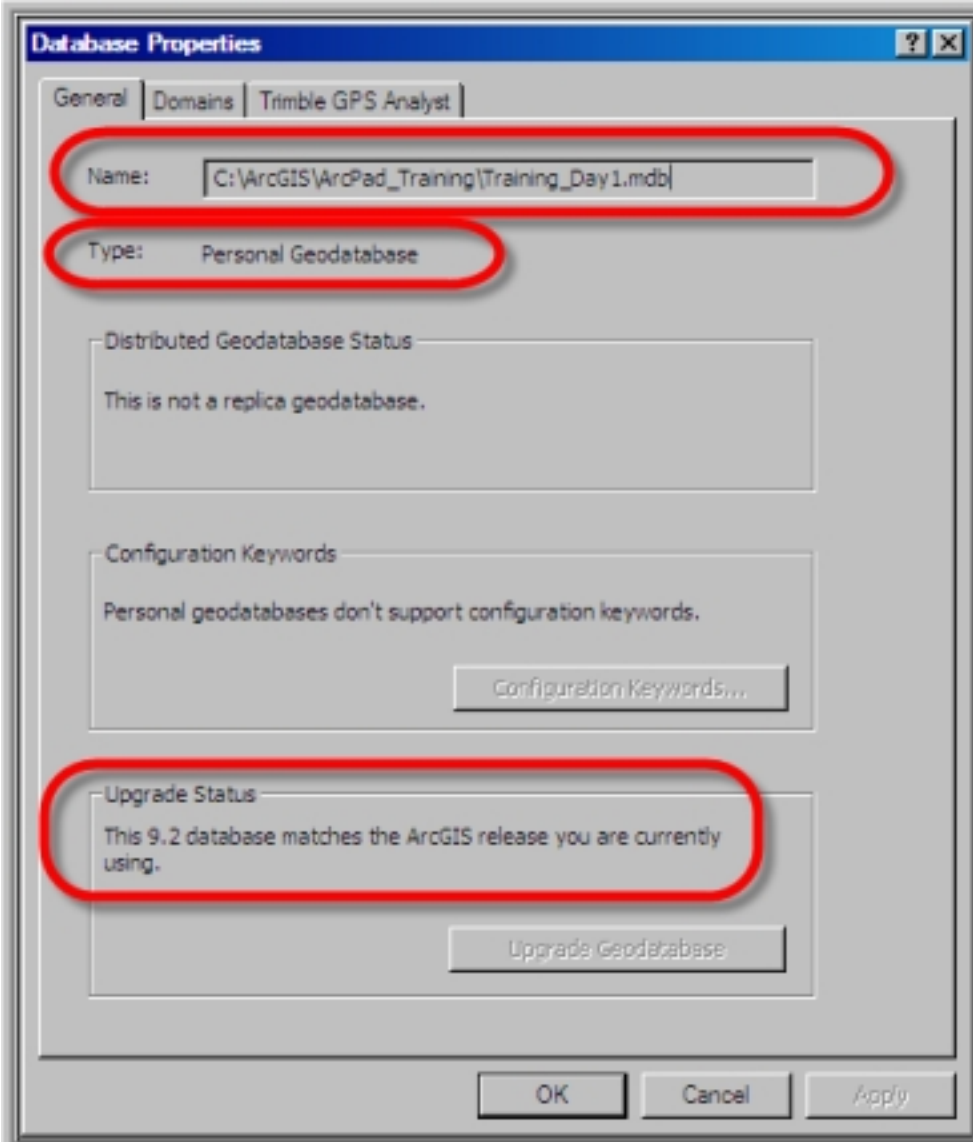 Database Properties
General Domains Trimble GPS Analyst
Name: C:\ArcGIS\ArcPad_Training\Training_Day1.mdb
Type: Personal Geodatabase
Distributed Geodatabase Status
This is not a replica geodatabase.
Configuration Keywords
Personal geodatabases don't support configuration keywords.
Configuration Keywords...
Upgrade Status
This 9.2 database matches the ArcGIS release you are currently
using.
Upgrade Geodatabase
OK Cancel Apply